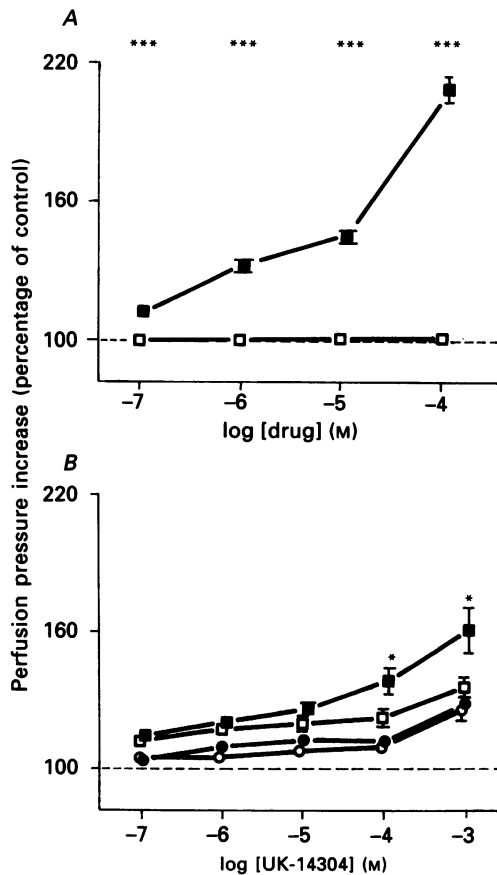 A
*** *** *** ***
220
160
100
-7 -6 -5 -4
log [drug] (M)
Perfusion pressure increase (percentage of control)
B
220
*
*
160
100
-7 -6 -5 -4 -3
log [UK-14304] (M)